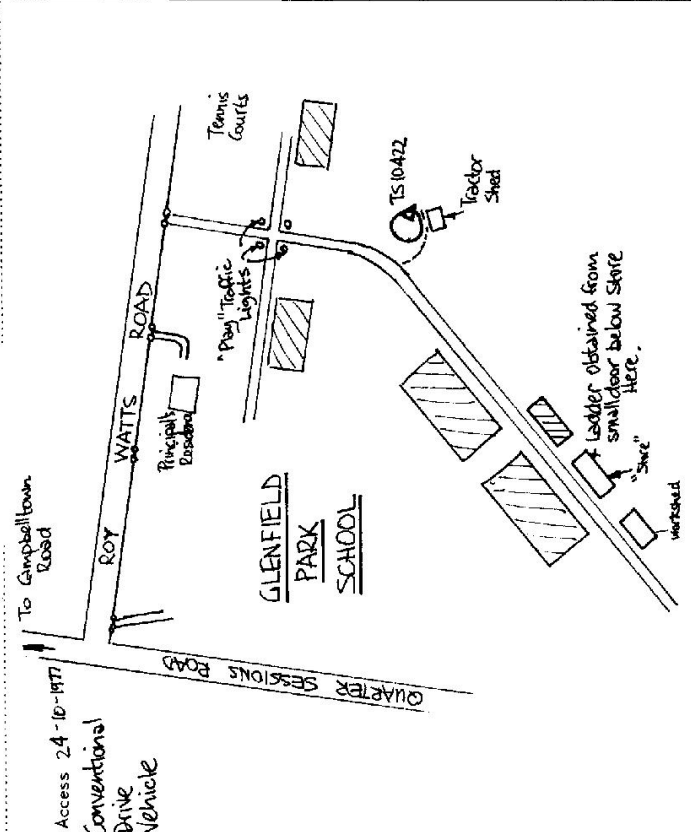 To Campbelltown
Road
Access 24-10-1977
Conventional
Drive
Vehicle
ROY WATTS ROAD
QUARTER SESSIONS ROAD
Principal's
Residence
GLENFIELD
PARK
SCHOOL
"Play" Traffic
Lights
Tennis
Courts
TS10422
Tractor
Shed
Ladder obtained from
small door below Store
Here.
"Store"
Workshed